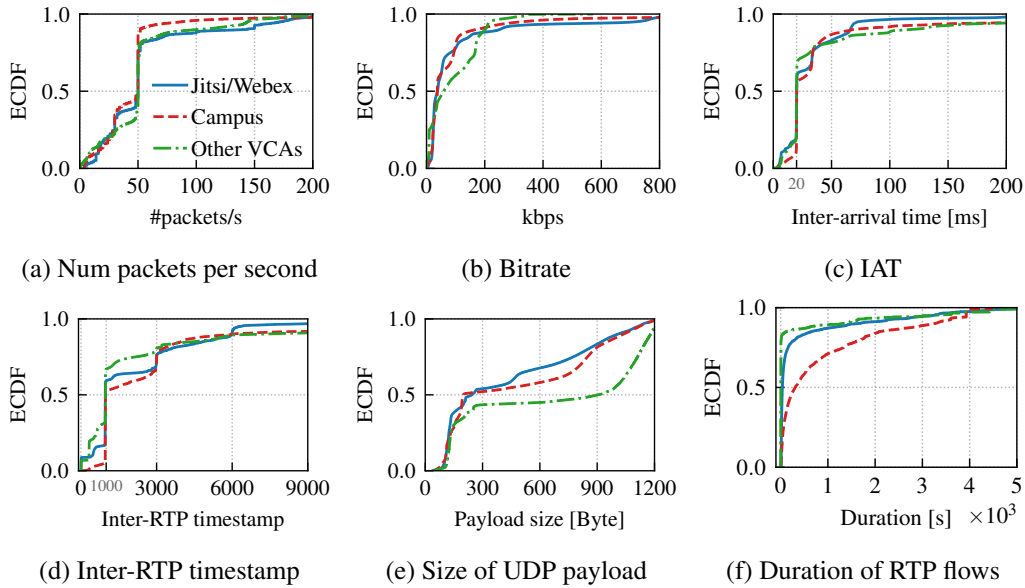 1.0
0.5
0.0
ECDF
Jitsi/Webex
Campus
Other VCAs
0 50 100 150 200
#packets/s
(a) Num packets per second
1.0
0.5
0.0
ECDF
0 200 400 600 800
kbps
(b) Bitrate
1.0
0.5
0.0
ECDF
0 20 50 100 150 200
Inter-arrival time [ms]
(c) IAT
1.0
0.5
0.0
ECDF
0 1000 3000 6000 9000
Inter-RTP timestamp
(d) Inter-RTP timestamp
1.0
0.5
0.0
ECDF
0 300 600 900 1200
Payload size [Byte]
(e) Size of UDP payload
1.0
0.5
0.0
ECDF
0 1 2 3 4 5
Duration [s] ×10³
(f) Duration of RTP flows